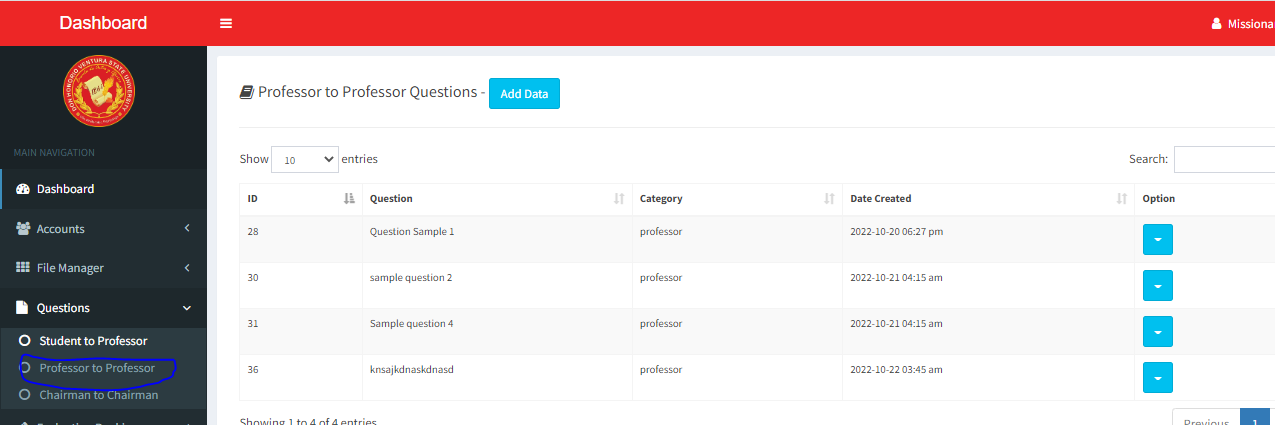 Dashboard
Missiona
DON HONORIO VENTURA STATE UNIVERSITY
MAIN NAVIGATION
Dashboard
Accounts
File Manager
Questions
Student to Professor
Professor to Professor
Chairman to Chairman
Professor to Professor Questions - Add Data
Show 10 entries
Search:
ID Question Category Date Created Option
28 Question Sample 1 professor 2022-10-20 06:27 pm
30 sample question 2 professor 2022-10-21 04:15 am
31 Sample question 4 professor 2022-10-21 04:15 am
36 knsajkdnaskdnasd professor 2022-10-22 03:45 am
Showing 1 to 4 of 4 entries
Previous 1